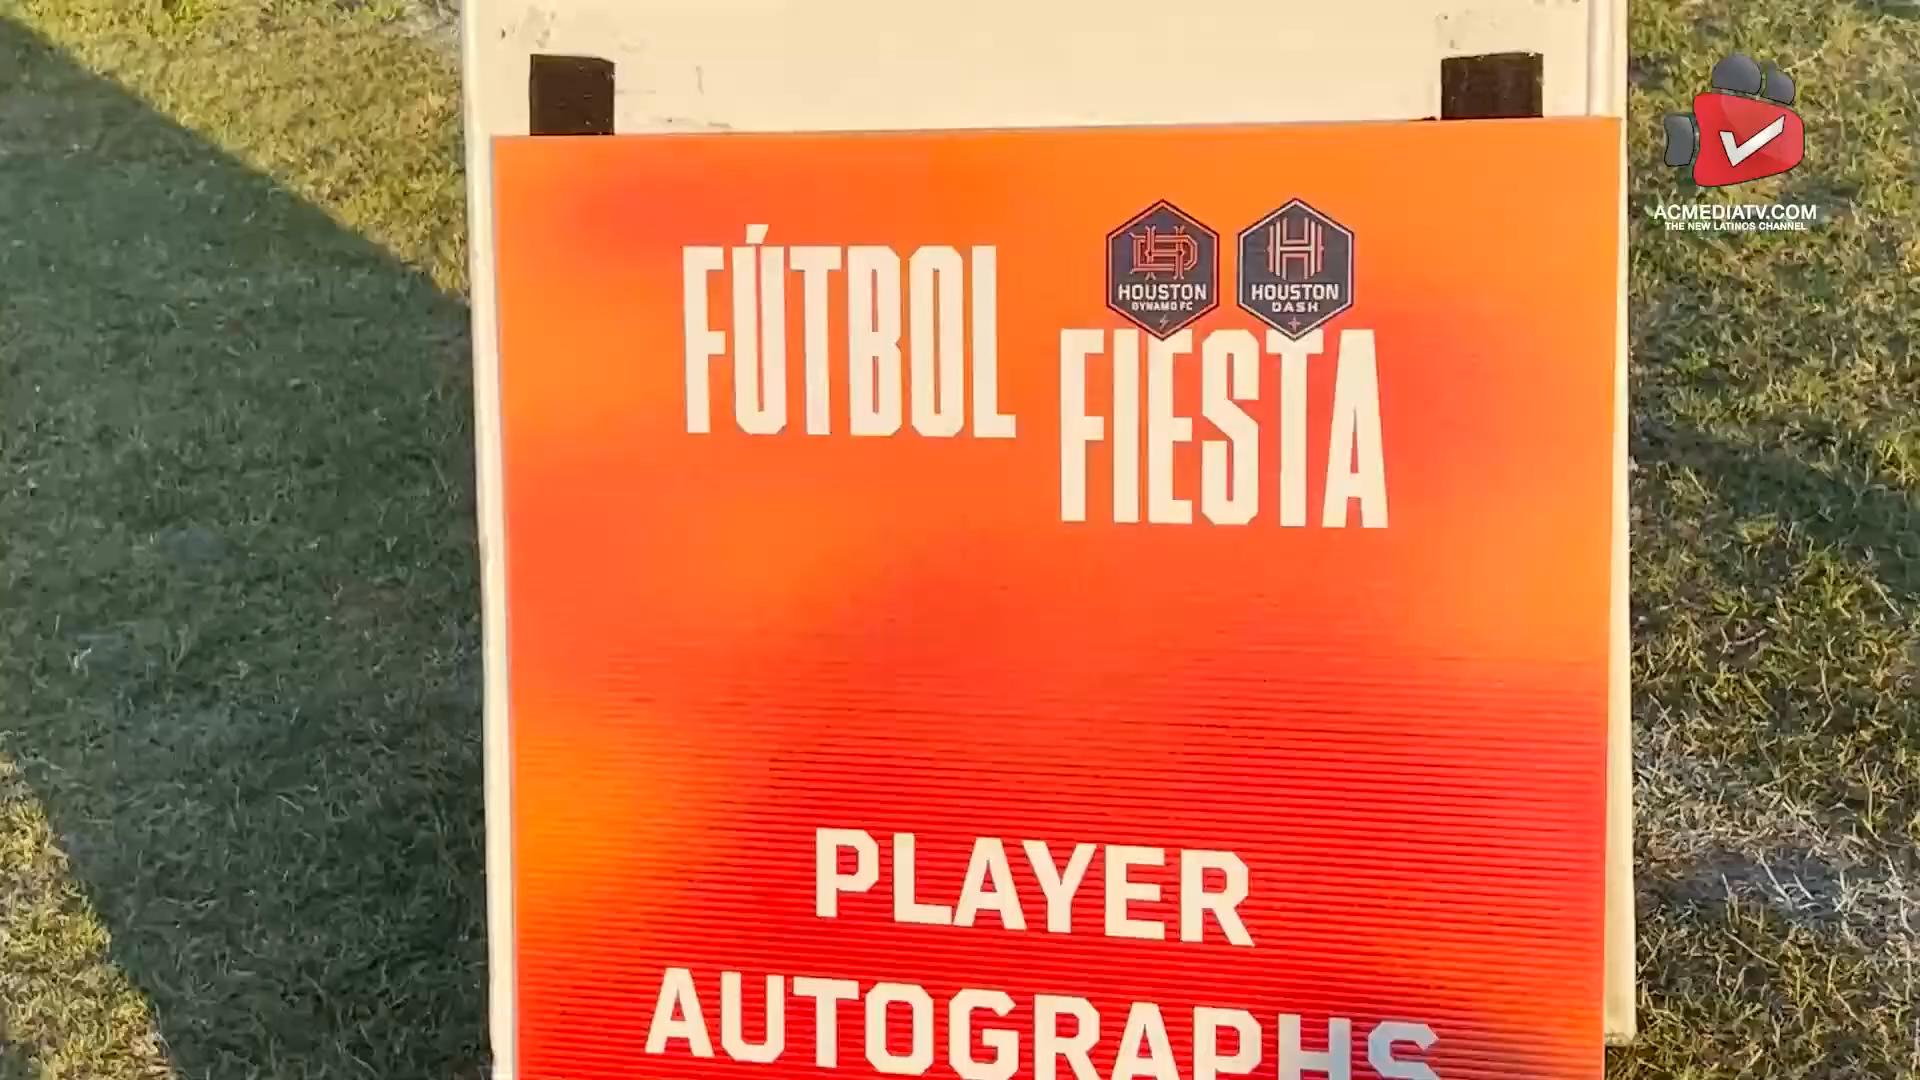 FÚTBOL
FIESTA
HOUSTON
DYNAMO FC
HOUSTON
DASH
PLAYER
AUTOGRAPHS
ACMEDIATV.COM
THE NEW LATINOS CHANNEL